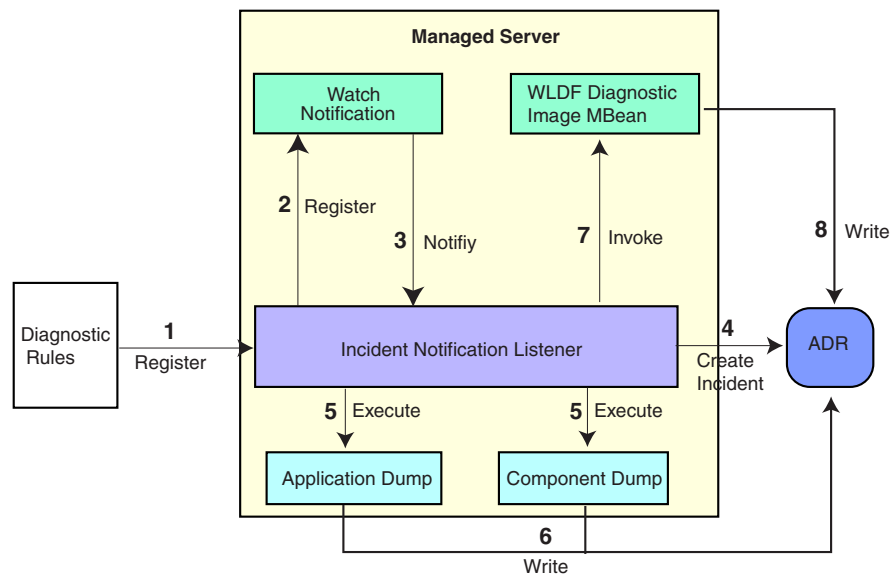 Managed Server
Watch
Notification
WLDF Diagnostic
Image MBean
2 Register
3 Notifiy
7 Invoke
8 Write
Diagnostic
Rules
1
Register
Incident Notification Listener
4
Create
Incident
ADR
5 Execute
5 Execute
Application Dump
Component Dump
6
Write